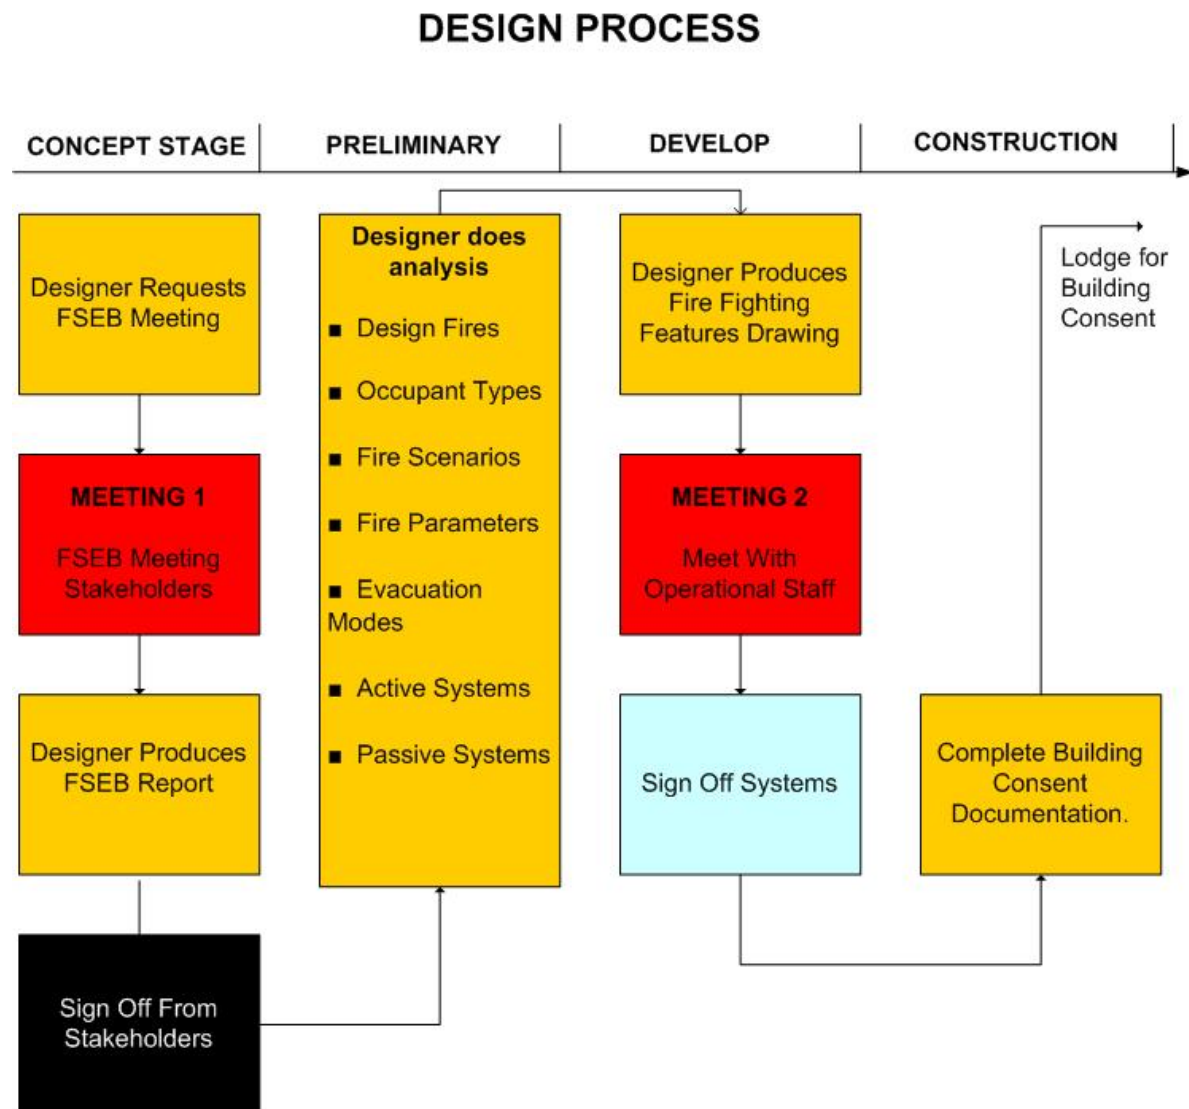 DESIGN PROCESS
CONCEPT STAGE
PRELIMINARY
DEVELOP
CONSTRUCTION
Designer Requests
FSEB Meeting
MEETING 1
FSEB Meeting
Stakeholders
Designer Produces
FSEB Report
Sign Off From
Stakeholders
Designer does
analysis
■ Design Fires
■ Occupant Types
■ Fire Scenarios
■ Fire Parameters
■ Evacuation
Modes
■ Active Systems
■ Passive Systems
Designer Produces
Fire Fighting
Features Drawing
MEETING 2
Meet With
Operational Staff
Sign Off Systems
Complete Building
Consent
Documentation.
Lodge for
Building
Consent